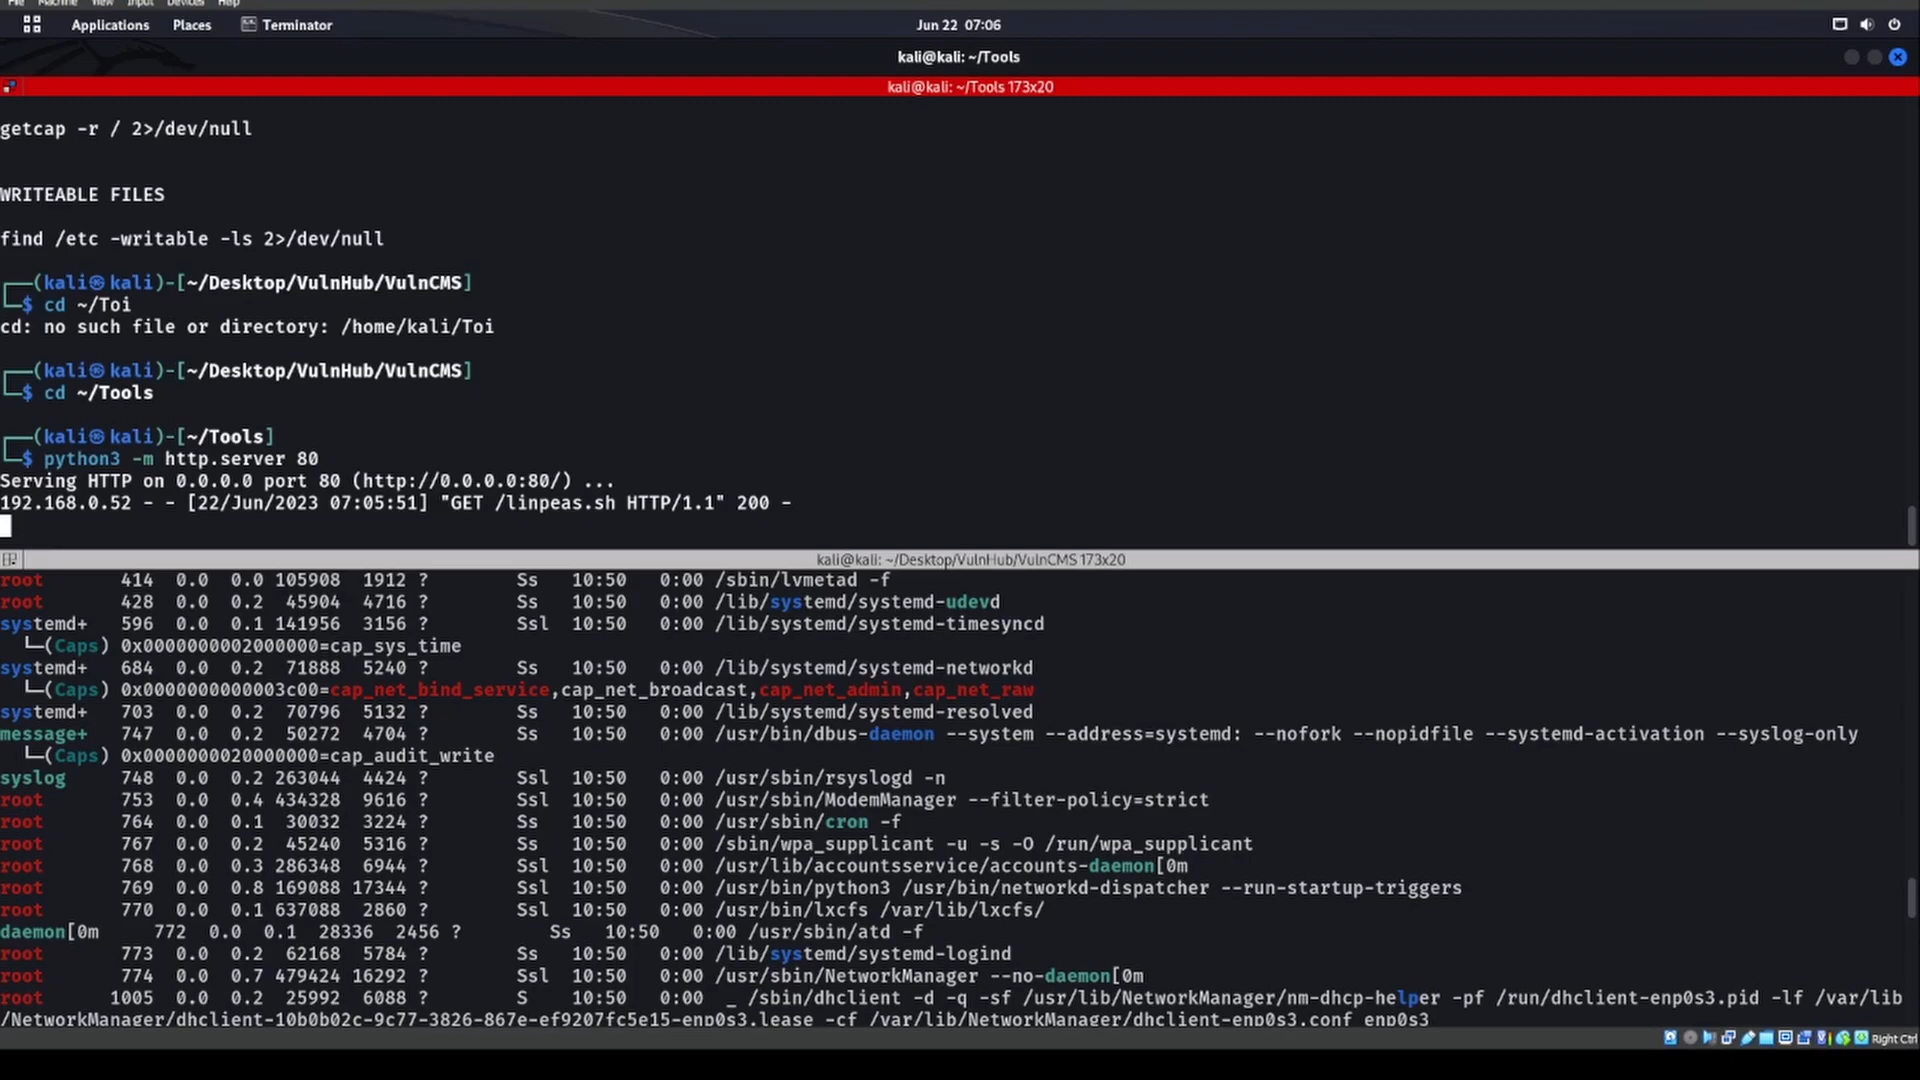 File Machine View Input Devices Help
Applications Places Terminator Jun 22 07:06
kali@kali: ~/Tools
kali@kali: ~/Tools 173x20
getcap -r / 2>/dev/null
WRITEABLE FILES
find /etc -writable -ls 2>/dev/null
┌──(kali㉿kali)-[~/Desktop/VulnHub/VulnCMS]
└─$ cd ~/Toi
cd: no such file or directory: /home/kali/Toi
┌──(kali㉿kali)-[~/Desktop/VulnHub/VulnCMS]
└─$ cd ~/Tools
┌──(kali㉿kali)-[~/Tools]
└─$ python3 -m http.server 80
Serving HTTP on 0.0.0.0 port 80 (http://0.0.0.0:80/) ...
192.168.0.52 - - [22/Jun/2023 07:05:51] "GET /linpeas.sh HTTP/1.1" 200 -
kali@kali: ~/Desktop/VulnHub/VulnCMS 173x20
root 414 0.0 0.0 105908 1912 ? Ss 10:50 0:00 /sbin/lvmetad -f
root 428 0.0 0.2 45904 4716 ? Ss 10:50 0:00 /lib/systemd/systemd-udevd
systemd+ 596 0.0 0.1 141956 3156 ? Ssl 10:50 0:00 /lib/systemd/systemd-timesyncd
└─(Caps) 0x0000000002000000=cap_sys_time
systemd+ 684 0.0 0.2 71888 5240 ? Ss 10:50 0:00 /lib/systemd/systemd-networkd
└─(Caps) 0x0000000000003c00=cap_net_bind_service,cap_net_broadcast,cap_net_admin,cap_net_raw
systemd+ 703 0.0 0.2 70796 5132 ? Ss 10:50 0:00 /lib/systemd/systemd-resolved
message+ 747 0.0 0.2 50272 4704 ? Ss 10:50 0:00 /usr/bin/dbus-daemon --system --address=systemd: --nofork --nopidfile --systemd-activation --syslog-only
└─(Caps) 0x0000000020000000=cap_audit_write
syslog 748 0.0 0.2 263044 4424 ? Ssl 10:50 0:00 /usr/sbin/rsyslogd -n
root 753 0.0 0.4 434328 9616 ? Ssl 10:50 0:00 /usr/sbin/ModemManager --filter-policy=strict
root 764 0.0 0.1 30032 3224 ? Ss 10:50 0:00 /usr/sbin/cron -f
root 767 0.0 0.2 45240 5316 ? Ss 10:50 0:00 /sbin/wpa_supplicant -u -s -O /run/wpa_supplicant
root 768 0.0 0.3 286348 6944 ? Ssl 10:50 0:00 /usr/lib/accountsservice/accounts-daemon[0m
root 769 0.0 0.8 169088 17344 ? Ssl 10:50 0:00 /usr/bin/python3 /usr/bin/networkd-dispatcher --run-startup-triggers
root 770 0.0 0.1 637088 2860 ? Ssl 10:50 0:00 /usr/bin/lxcfs /var/lib/lxcfs/
daemon[0m 772 0.0 0.1 28336 2456 ? Ss 10:50 0:00 /usr/sbin/atd -f
root 773 0.0 0.2 62168 5784 ? Ss 10:50 0:00 /lib/systemd/systemd-logind
root 774 0.0 0.7 479424 16292 ? Ssl 10:50 0:00 /usr/sbin/NetworkManager --no-daemon[0m
root 1005 0.0 0.2 25992 6088 ? S 10:50 0:00 _ /sbin/dhclient -d -q -sf /usr/lib/NetworkManager/nm-dhcp-helper -pf /run/dhclient-enp0s3.pid -lf /var/lib
/NetworkManager/dhclient-10b0b02c-9c77-3826-867e-ef9207fc5e15-enp0s3.lease -cf /var/lib/NetworkManager/dhclient-enp0s3.conf enp0s3
Right Ctrl